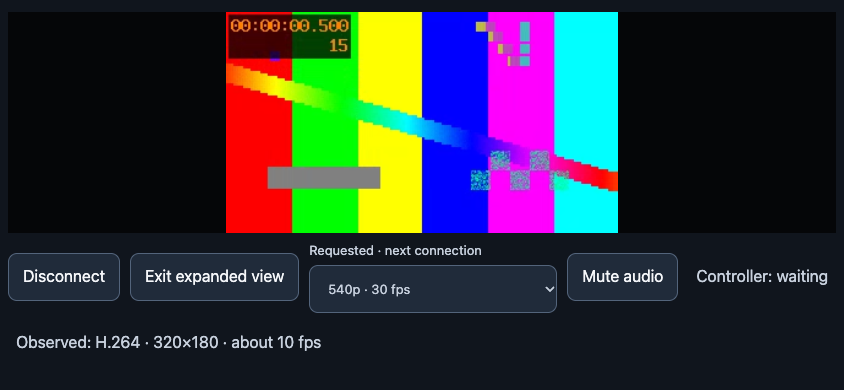 00:00:00.500
15
Requested · next connection
Disconnect
Exit expanded view
540p · 30 fps
Mute audio
Controller: waiting
Observed: H.264 · 320×180 · about 10 fps